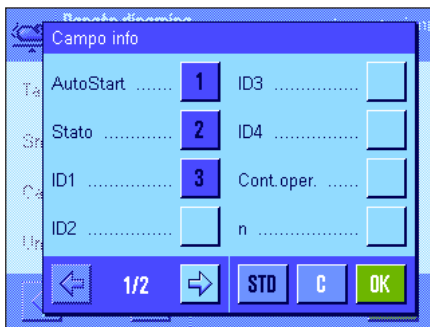 Campo info
AutoStart ....... 1
ID3 ................
Stato ............. 2
ID4 ................
ID1 ................ 3
Cont.oper. ......
ID2 ................
n ...................
1/2 STD C OK